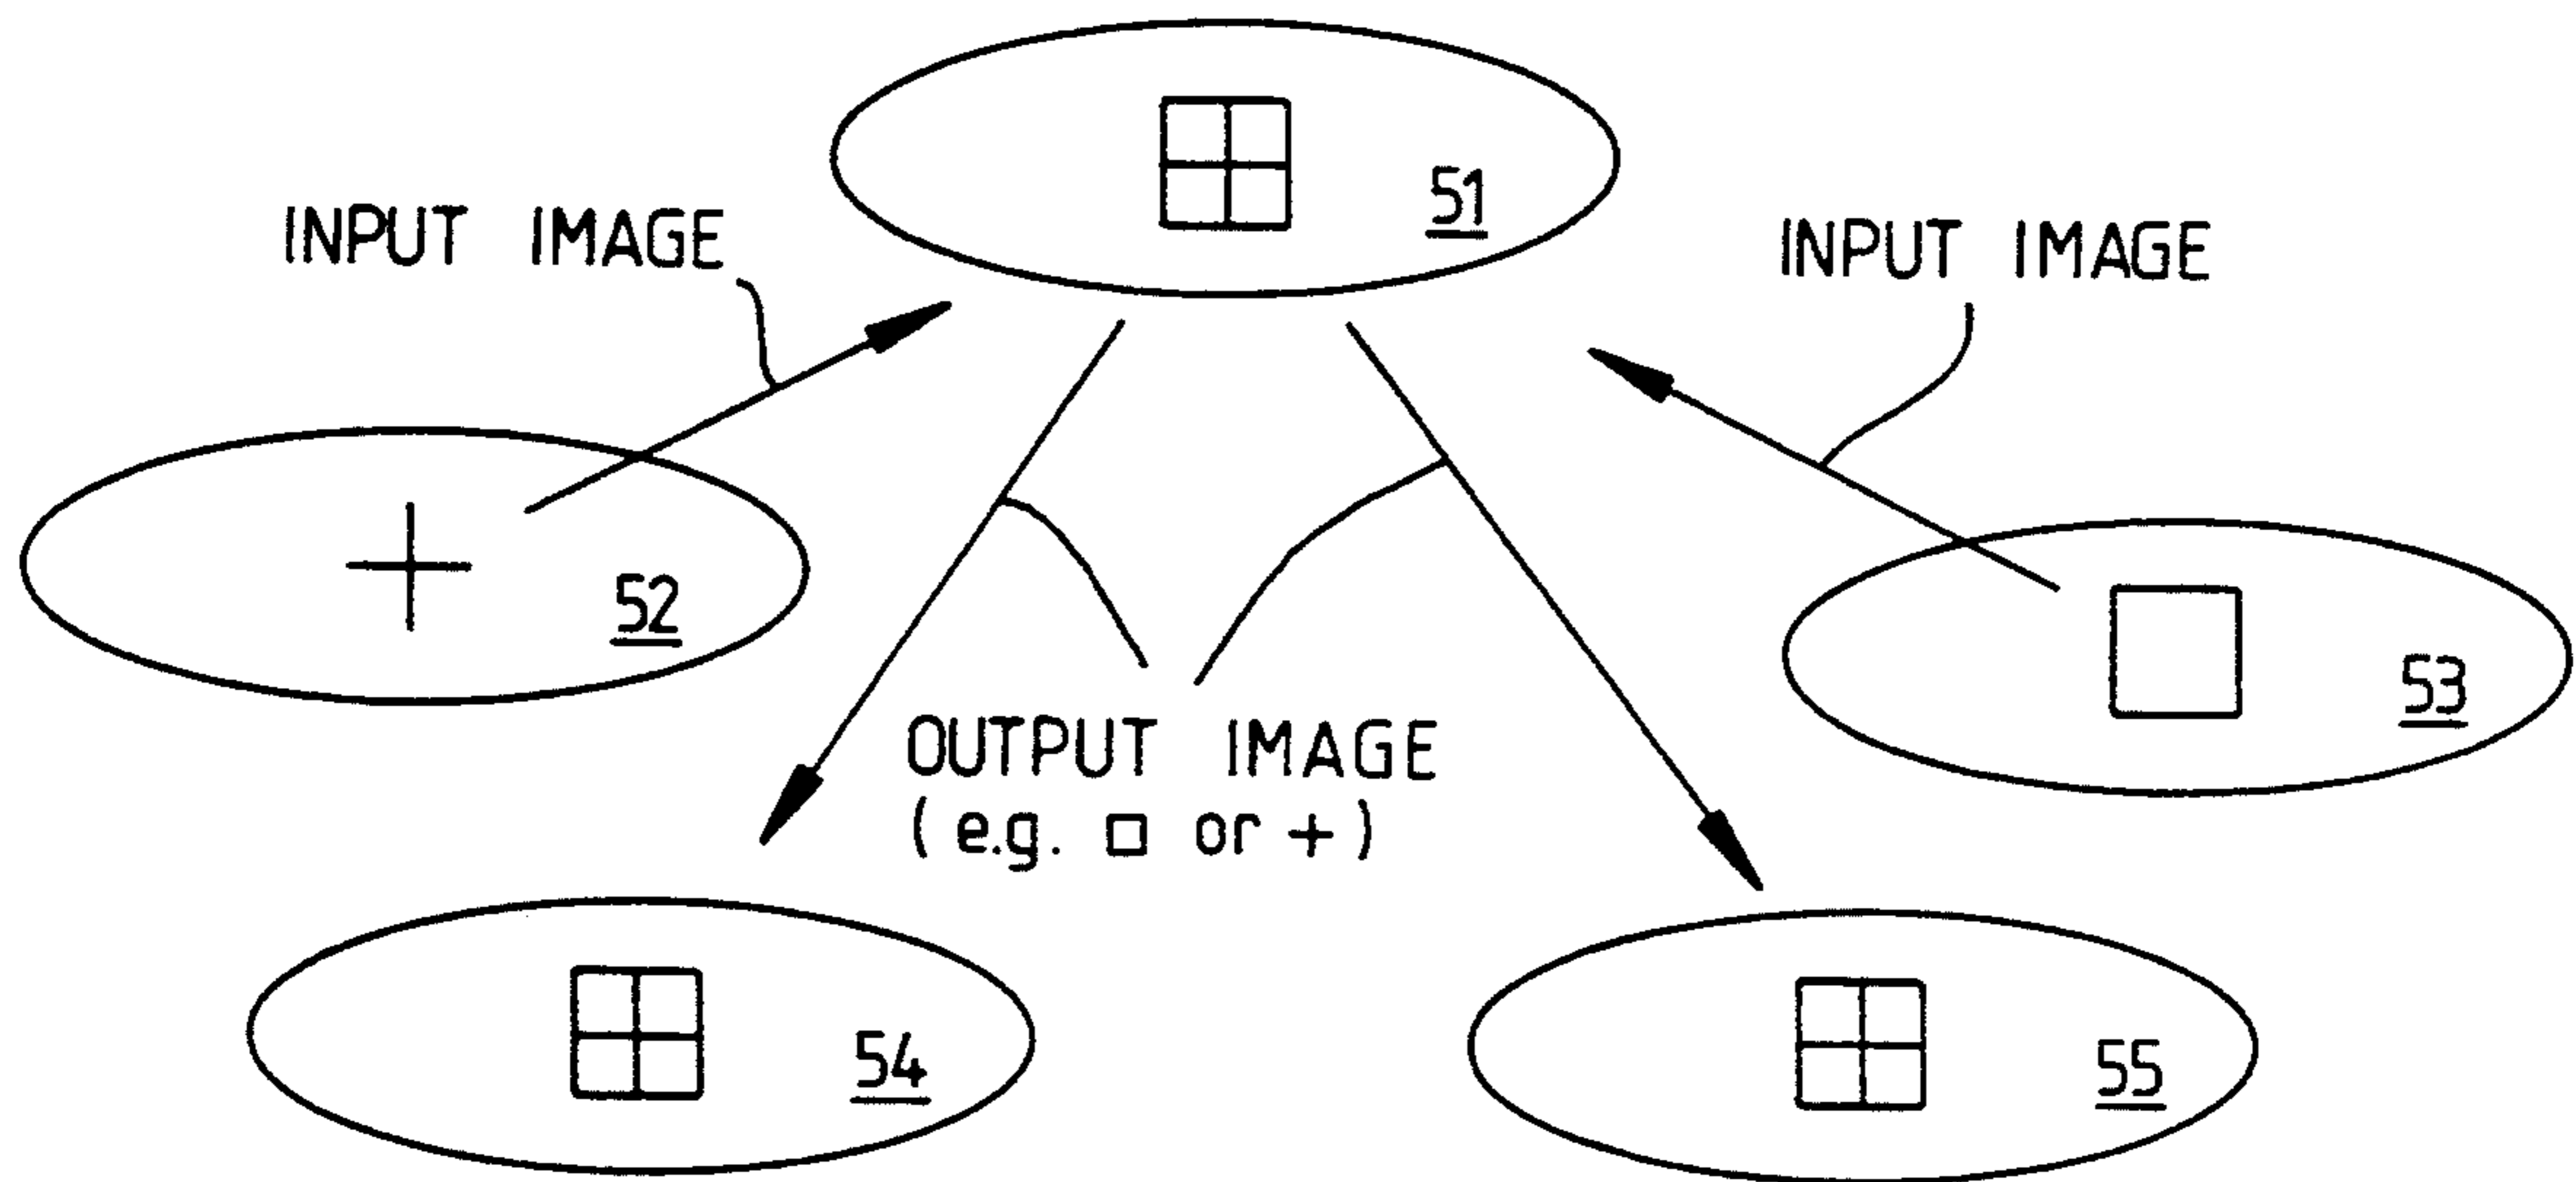 51
INPUT IMAGE
INPUT IMAGE
52
53
OUTPUT IMAGE
(e.g. □ or +)
54
55